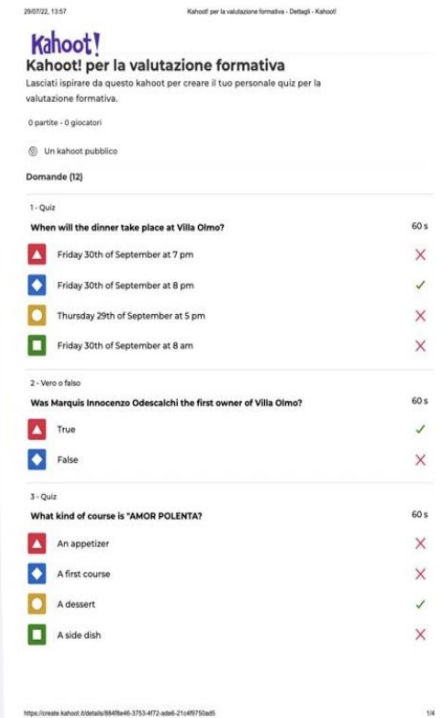 29/07/22, 13:57
Kahoot! per la valutazione formativa - Dettagli - Kahoot!
Kahoot!
Kahoot! per la valutazione formativa
Lasciati ispirare da questo kahoot per creare il tuo personale quiz per la
valutazione formativa.
0 partite - 0 giocatori
Un kahoot pubblico
Domande (12)
1 - Quiz
When will the dinner take place at Villa Olmo?
60 s
Friday 30th of September at 7 pm
Friday 30th of September at 8 pm
Thursday 29th of September at 5 pm
Friday 30th of September at 8 am
2 - Vero o falso
Was Marquis Innocenzo Odescalchi the first owner of Villa Olmo?
60 s
True
False
3 - Quiz
What kind of course is "AMOR POLENTA?
60 s
An appetizer
A first course
A dessert
A side dish
1/4